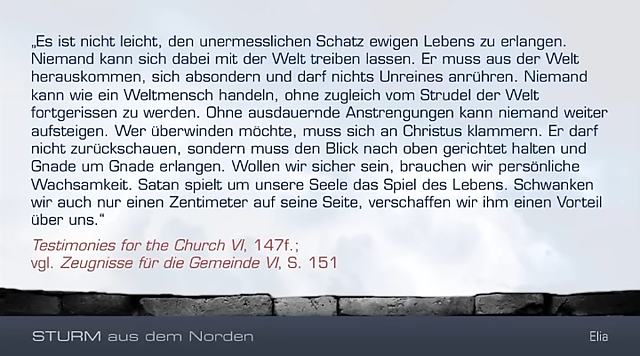 „Es ist nicht leicht, den unermesslichen Schatz ewigen Lebens zu erlangen.
Niemand kann sich dabei mit der Welt treiben lassen. Er muss aus der Welt
herauskommen, sich absondern und darf nichts Unreines anrühren. Niemand
kann wie ein Weltmensch handeln, ohne zugleich vom Strudel der Welt
fortgerissen zu werden. Ohne ausdauernde Anstrengungen kann niemand weiter
aufsteigen. Wer überwinden möchte, muss sich an Christus klammern. Er darf
nicht zurückschauen, sondern muss den Blick nach oben gerichtet halten und
Gnade um Gnade erlangen. Wollen wir sicher sein, brauchen wir persönliche
Wachsamkeit. Satan spielt um unsere Seele das Spiel des Lebens. Schwanken
wir auch nur einen Zentimeter auf seine Seite, verschaffen wir ihm einen Vorteil
über uns.“
Testimonies for the Church VI, 147f.;
vgl. Zeugnisse für die Gemeinde VI, S. 151
STURM aus dem Norden
Elia